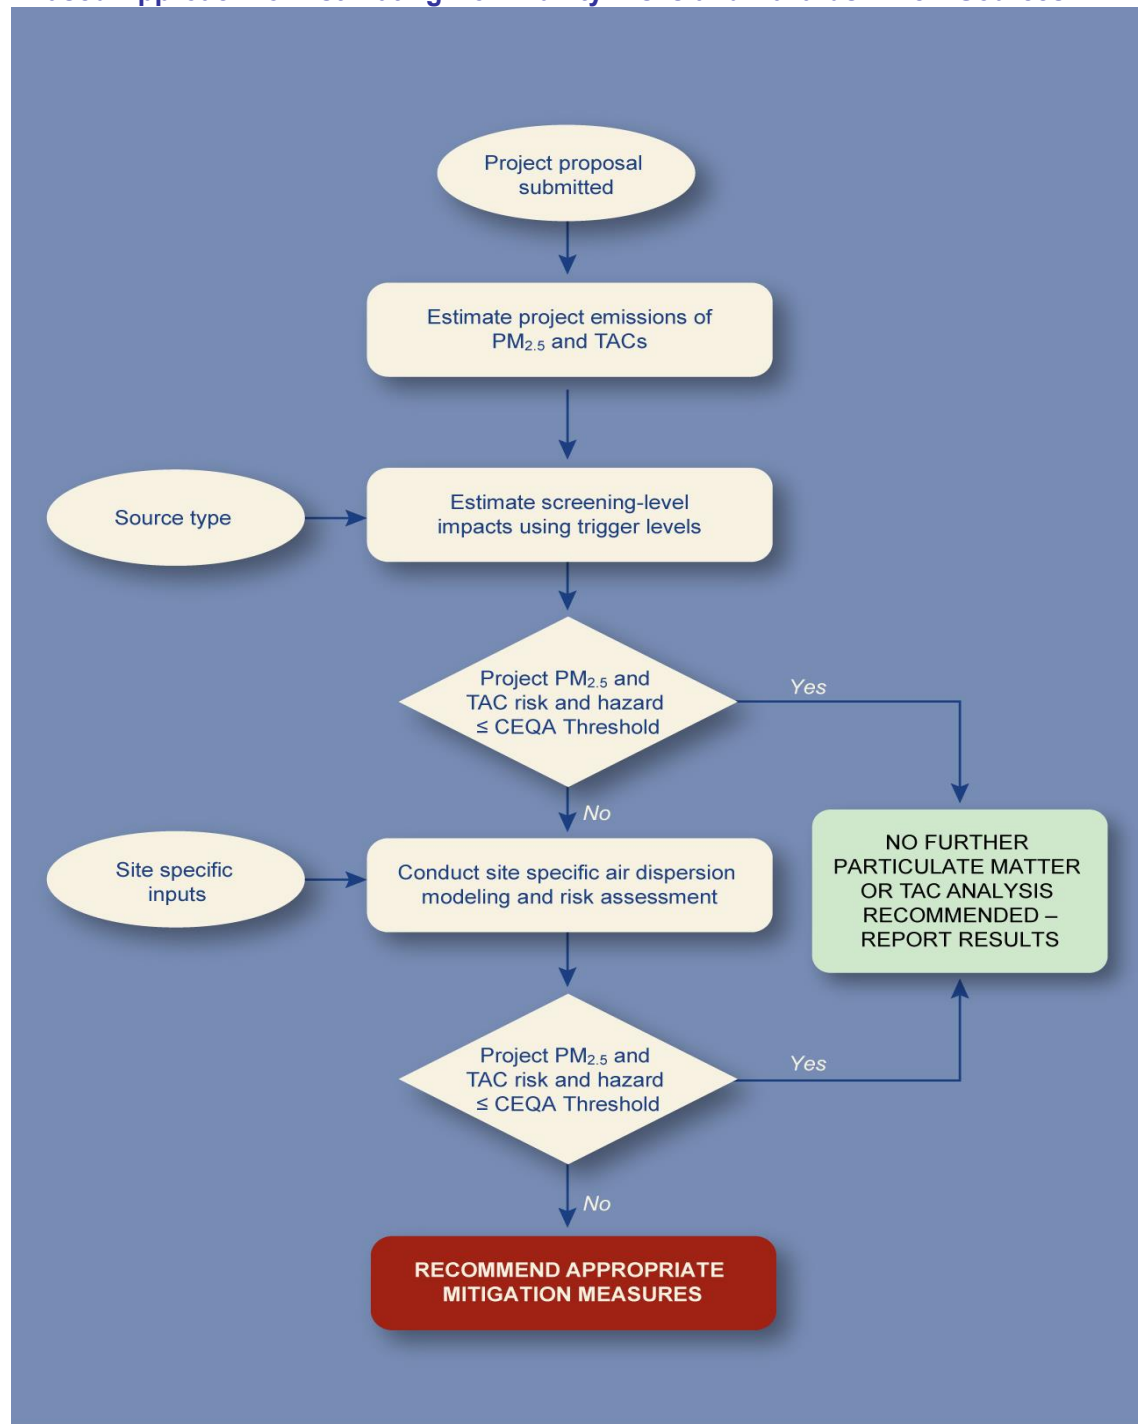 Project proposal
submitted
Estimate project emissions of
PM2.5 and TACs
Source type
Estimate screening-level
impacts using trigger levels
Project PM2.5 and
TAC risk and hazard
≤ CEQA Threshold
Yes
No
Site specific
inputs
Conduct site specific air dispersion
modeling and risk assessment
NO FURTHER
PARTICULATE MATTER
OR TAC ANALYSIS
RECOMMENDED –
REPORT RESULTS
Project PM2.5 and
TAC risk and hazard
≤ CEQA Threshold
Yes
No
RECOMMEND APPROPRIATE
MITIGATION MEASURES